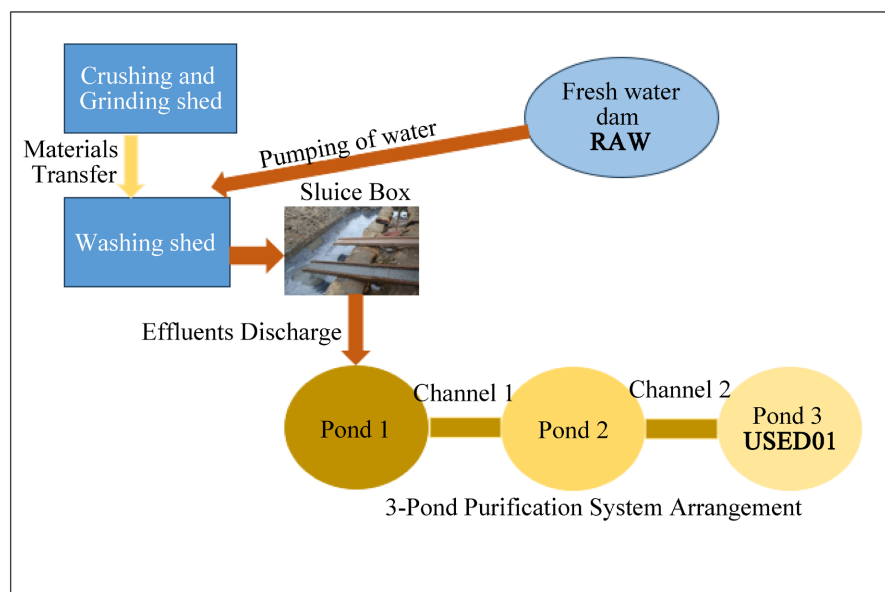 Crushing and
Grinding shed
Fresh water
dam
RAW
Pumping of water
Materials
Transfer
Sluice Box
Washing shed
Effluents Discharge
Channel 1
Channel 2
Pond 1
Pond 2
Pond 3
USED01
3-Pond Purification System Arrangement